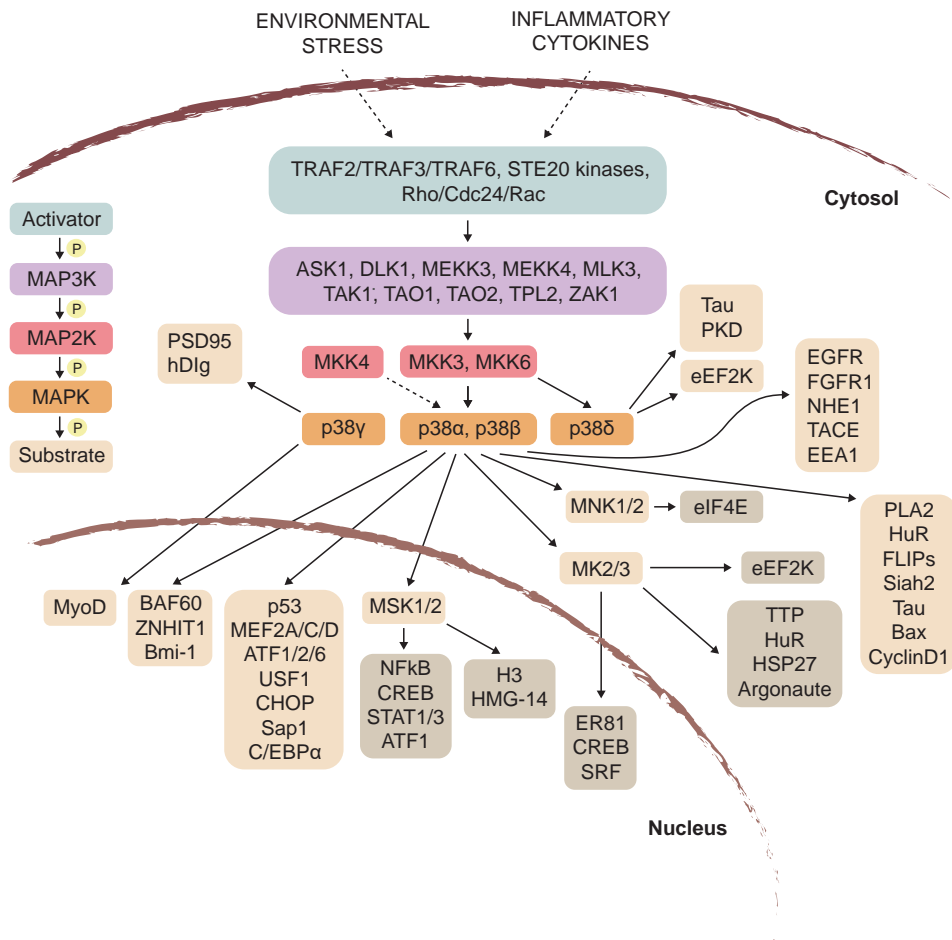 ENVIRONMENTAL
STRESS
INFLAMMATORY
CYTOKINES
TRAF2/TRAF3/TRAF6, STE20 kinases,
Rho/Cdc24/Rac
Cytosol
Activator
P
MAP3K
P
MAP2K
P
MAPK
P
Substrate
ASK1, DLK1, MEKK3, MEKK4, MLK3,
TAK1, TAO1, TAO2, TPL2, ZAK1
PSD95
hDlg
MKK4
MKK3, MKK6
Tau
PKD
eEF2K
EGFR
FGFR1
NHE1
TACE
EEA1
p38γ
p38α, p38β
p38δ
MNK1/2
eIF4E
PLA2
HuR
FLIPs
Siah2
Tau
Bax
CyclinD1
MK2/3
eEF2K
TTP
HuR
HSP27
Argonaute
MyoD
BAF60
ZNHIT1
Bmi-1
p53
MEF2A/C/D
ATF1/2/6
USF1
CHOP
Sap1
C/EBPα
MSK1/2
NFkB
CREB
STAT1/3
ATF1
H3
HMG-14
ER81
CREB
SRF
Nucleus